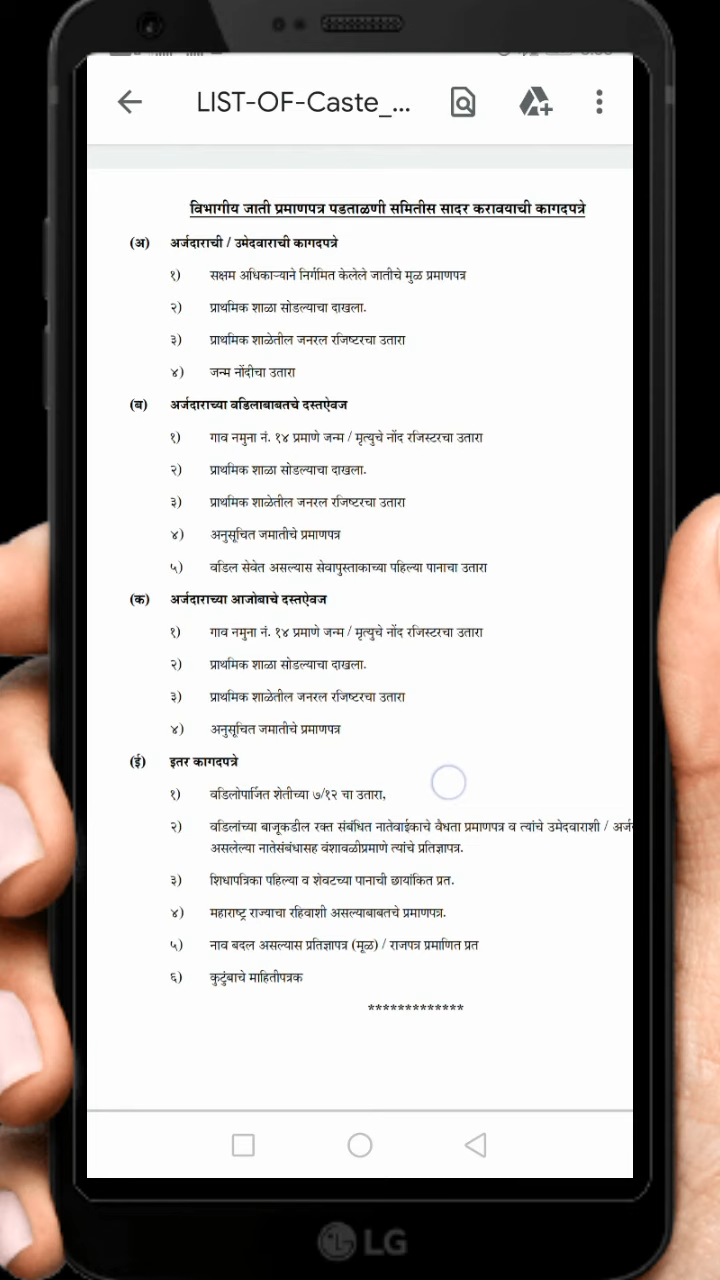 LIST-OF-Caste_...
विभागीय जाती प्रमाणपत्र पडताळणी समितीस सादर करावयाची कागदपत्रे
(अ) अर्जदाराची / उमेदवाराची कागदपत्रे
१) सक्षम अधिकाऱ्याने निर्गमित केलेले जातीचे मुळ प्रमाणपत्र
२) प्राथमिक शाळा सोडल्याचा दाखला.
३) प्राथमिक शाळेतील जनरल रजिष्टरचा उतारा
४) जन्म नोंदीचा उतारा
(ब) अर्जदाराच्या वडिलाबाबतचे दस्तऐवज
१) गाव नमुना नं. १४ प्रमाणे जन्म / मृत्युचे नोंद रजिस्टरचा उतारा
२) प्राथमिक शाळा सोडल्याचा दाखला.
३) प्राथमिक शाळेतील जनरल रजिष्टरचा उतारा
४) अनुसूचित जमातीचे प्रमाणपत्र
५) वडिल सेवेत असल्यास सेवापुस्तकाच्या पहिल्या पानाचा उतारा
(क) अर्जदाराच्या आजोबाचे दस्तऐवज
१) गाव नमुना नं. १४ प्रमाणे जन्म / मृत्युचे नोंद रजिस्टरचा उतारा
२) प्राथमिक शाळा सोडल्याचा दाखला.
३) प्राथमिक शाळेतील जनरल रजिष्टरचा उतारा
४) अनुसूचित जमातीचे प्रमाणपत्र
(ई) इतर कागदपत्रे
१) वडिलोपार्जित शेतीच्या ७/१२ चा उतारा,
२) वडिलांच्या बाजूकडील रक्त संबंधित नातेवाईकाचे वैधता प्रमाणपत्र व त्यांचे उमेदवाराशी /
असलेल्या नातेसंबंधासह वंशावळीप्रमाणे त्यांचे प्रतिज्ञापत्र.
३) शिधापत्रिका पहिल्या व शेवटच्या पानाची छायांकित प्रत.
४) महाराष्ट्र राज्याचा रहिवाशी असल्याबाबतचे प्रमाणपत्र.
५) नाव बदल असल्यास प्रतिज्ञापत्र (मूळ) / राजपत्र प्रमाणित प्रत
६) कुटुंबाचे माहितीपत्रक
*************
LG